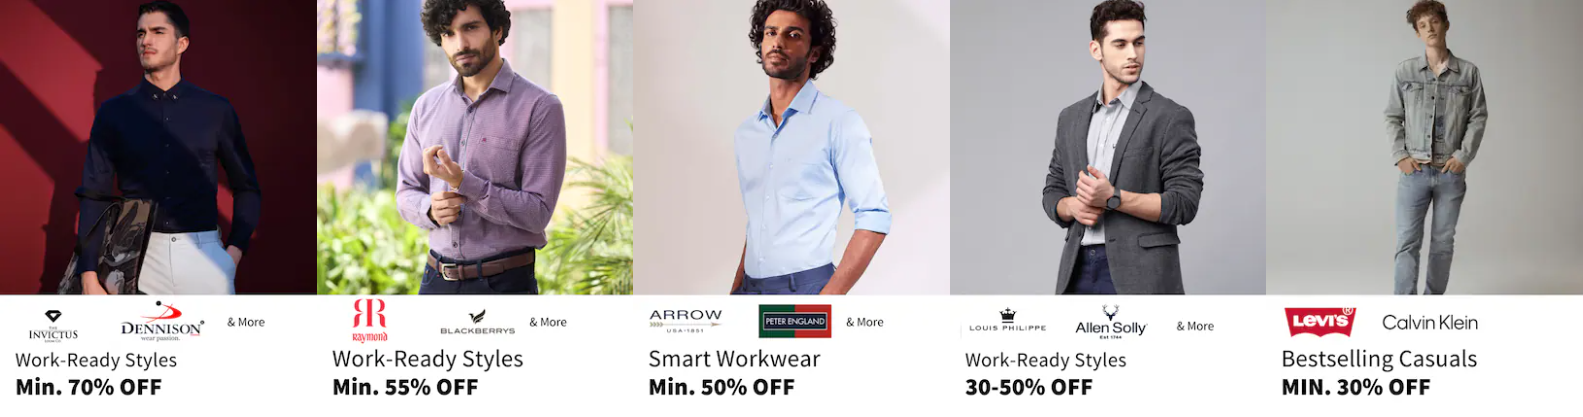 THE
INVICTUS
DENNISON
wear passion.
& More
Work-Ready Styles
Min. 70% OFF
Raymond
BLACKBERRYS
& More
Work-Ready Styles
Min. 55% OFF
ARROW
USA•1851
PETER ENGLAND
& More
Smart Workwear
Min. 50% OFF
LOUIS PHILIPPE
Allen Solly
Est 1744
& More
Work-Ready Styles
30-50% OFF
LEVI'S®
Calvin Klein
Bestselling Casuals
MIN. 30% OFF